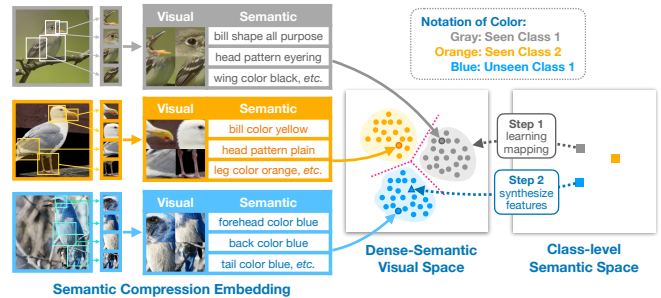 Visual Semantic
bill shape all purpose
head pattern eyering
wing color black, etc.
Visual Semantic
bill color yellow
head pattern plain
leg color orange, etc.
Visual Semantic
forehead color blue
back color blue
tail color blue, etc.
Semantic Compression Embedding
Notation of Color:
Gray: Seen Class 1
Orange: Seen Class 2
Blue: Unseen Class 1
Step 1
learning
mapping
Step 2
synthesize
features
Dense-Semantic
Visual Space
Class-level
Semantic Space